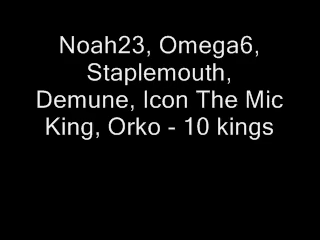 Noah23, Omega6,
Staplemouth,
Demune, Icon The Mic
King, Orko - 10 kings